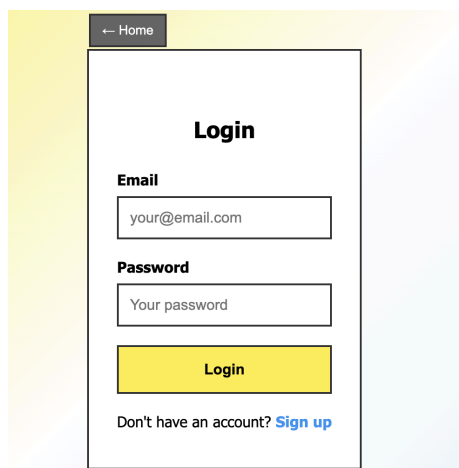 ← Home
Login
Email
your@email.com
Password
Your password
Login
Don't have an account? Sign up